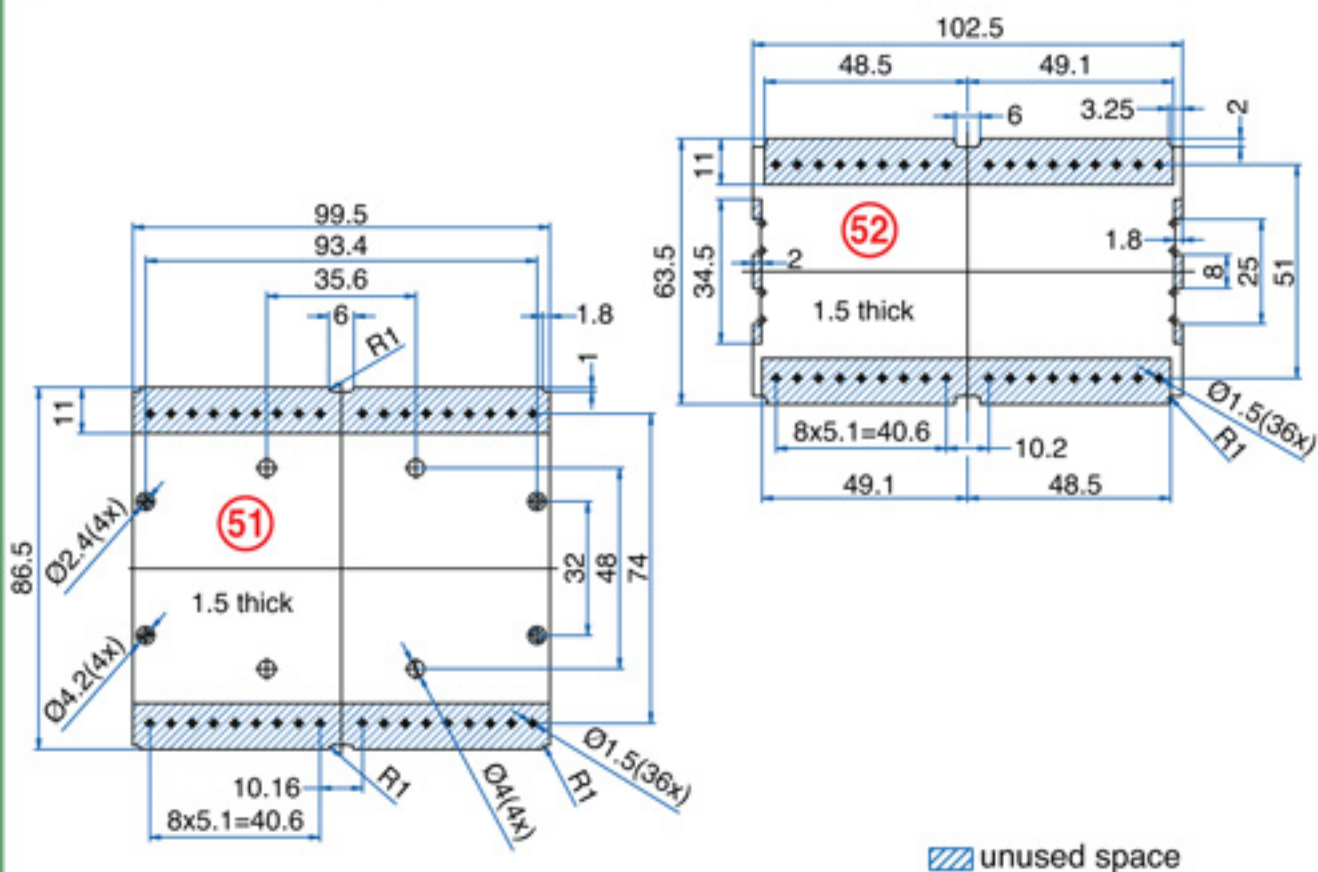 102.5
48.5
49.1
6
3.25
2
11
63.5
34.5
52
2
1.8
8
25
51
1.5 thick
Ø1.5(36x)
R1
8x5.1=40.6
10.2
49.1
48.5
99.5
93.4
35.6
6
1.8
R1
1
11
86.5
Ø2.4(4x)
51
32
48
74
1.5 thick
Ø4.2(4x)
10.16
R1
Ø4(4x)
R1
Ø1.5(36x)
8x5.1=40.6
unused space